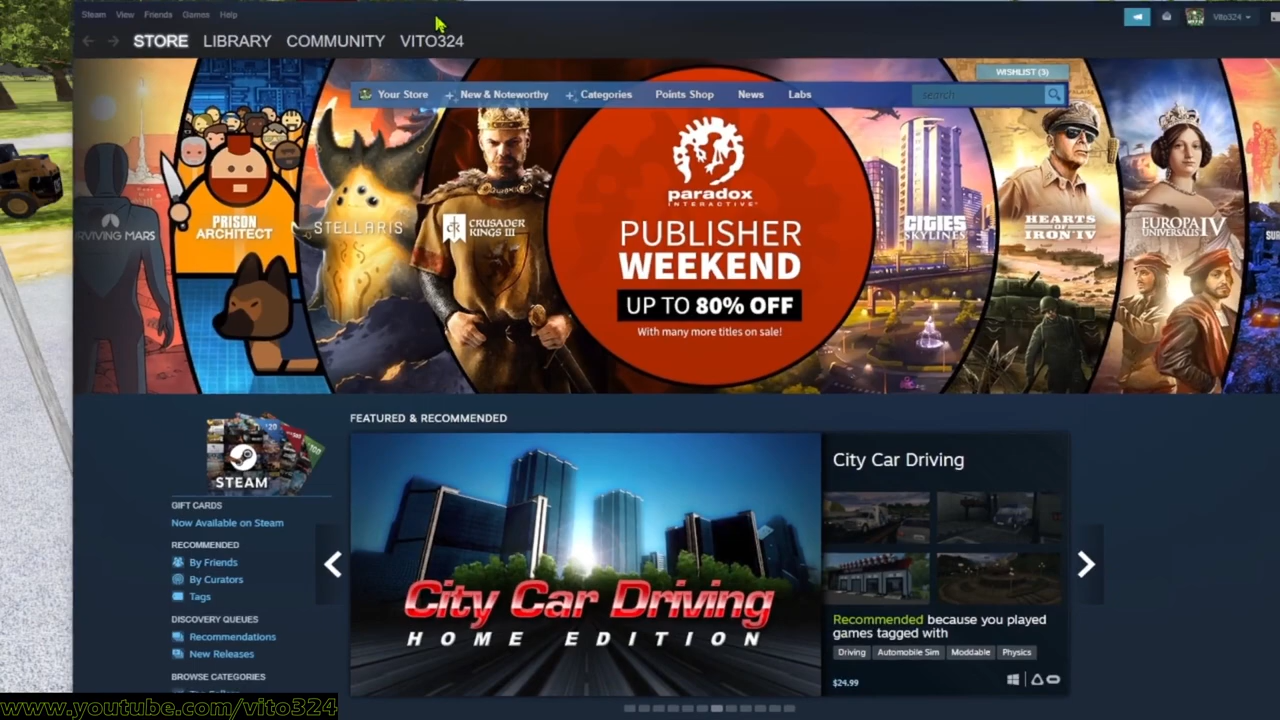 Steam View Friends Games Help
Vito324
STORE LIBRARY COMMUNITY VITO324
WISHLIST (3)
Your Store New & Noteworthy Categories Points Shop News Labs search
paradox
INTERACTIVE
PUBLISHER
WEEKEND
UP TO 80% OFF
With many more titles on sale!
RVIVING MARS
PRISON
ARCHITECT
STELLARIS
CRUSADER
KINGS III
CITIES
SKYLINES
HEARTS
OF
IRON IV
EUROPA
UNIVERSALIS IV
FEATURED & RECOMMENDED
STEAM
GIFT CARDS
Now Available on Steam
RECOMMENDED
By Friends
By Curators
Tags
DISCOVERY QUEUES
Recommendations
New Releases
BROWSE CATEGORIES
City Car Driving
HOME EDITION
City Car Driving
Recommended because you played
games tagged with
Driving Automobile Sim Moddable Physics
$24.99
www.youtube.com/vito324